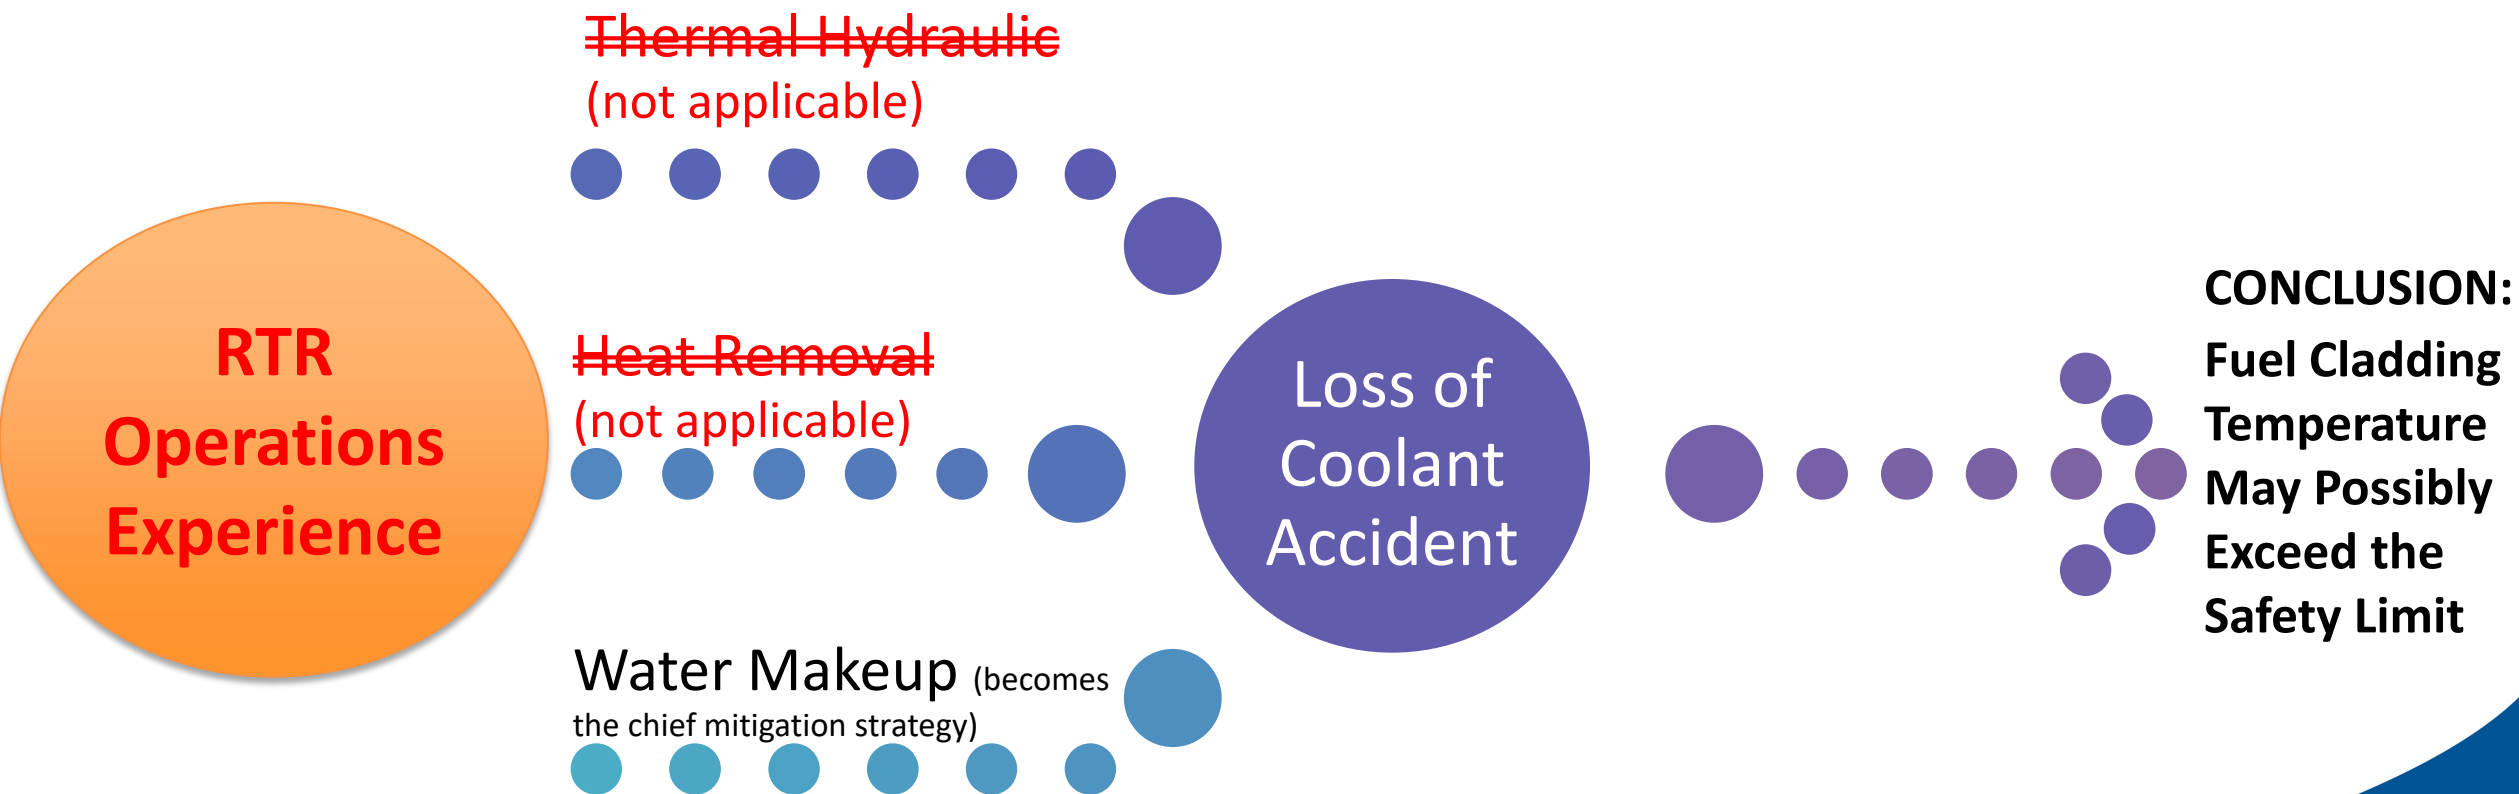 RTR
Operations
Experience
Thermal Hydraulic
(not applicable)
Heat Removal
(not applicable)
Water Makeup (becomes
the chief mitigation strategy)
Loss of
Coolant
Accident
CONCLUSION:
Fuel Cladding
Temperature
May Possibly
Exceed the
Safety Limit